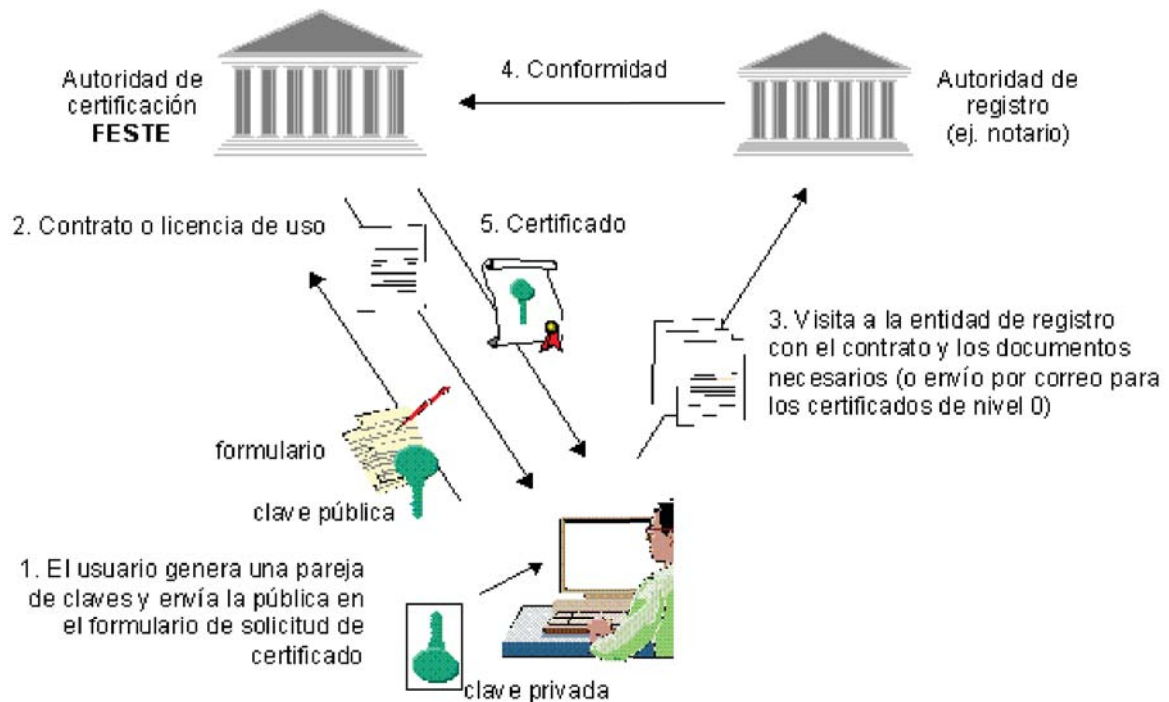 Autoridad de
certificación
FESTE
4. Conformidad
Autoridad de
registro
(ej. notario)
2. Contrato o licencia de uso
5. Certificado
3. Visita a la entidad de registro
con el contrato y los documentos
necesarios (o envío por correo para
los certificados de nivel 0)
formulario
clave pública
1. El usuario genera una pareja
de claves y envía la pública en
el formulario de solicitud de
certificado
clave privada